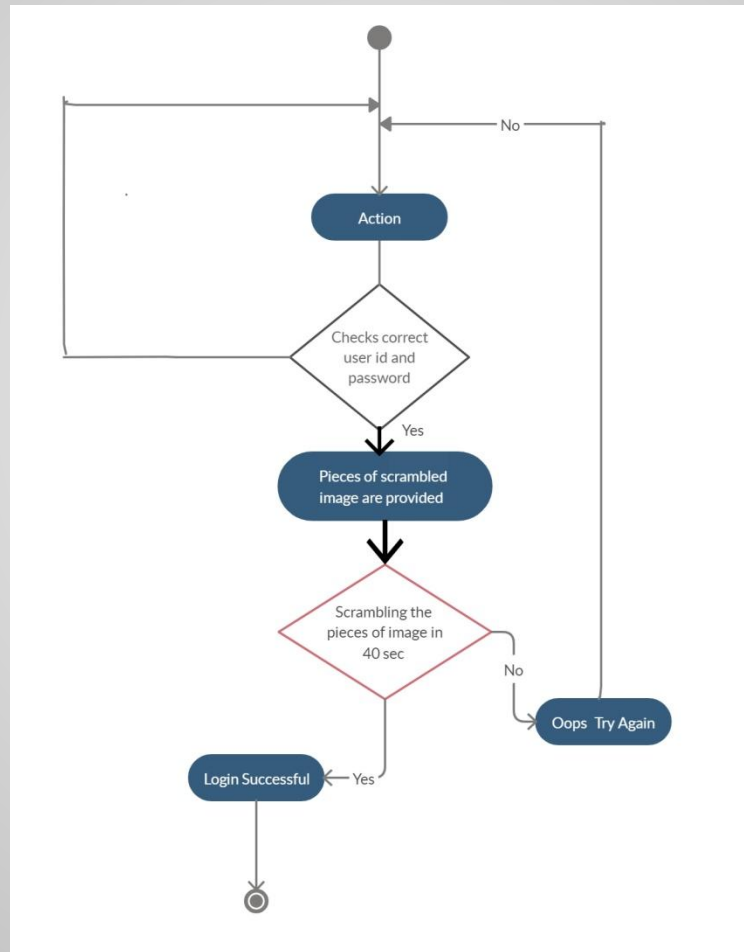 No
Action
Checks correct
user id and
password
Yes
Pieces of scrambled
image are provided
Scrambling the
pieces of image in
40 sec
No
Oops Try Again
Login Successful
Yes